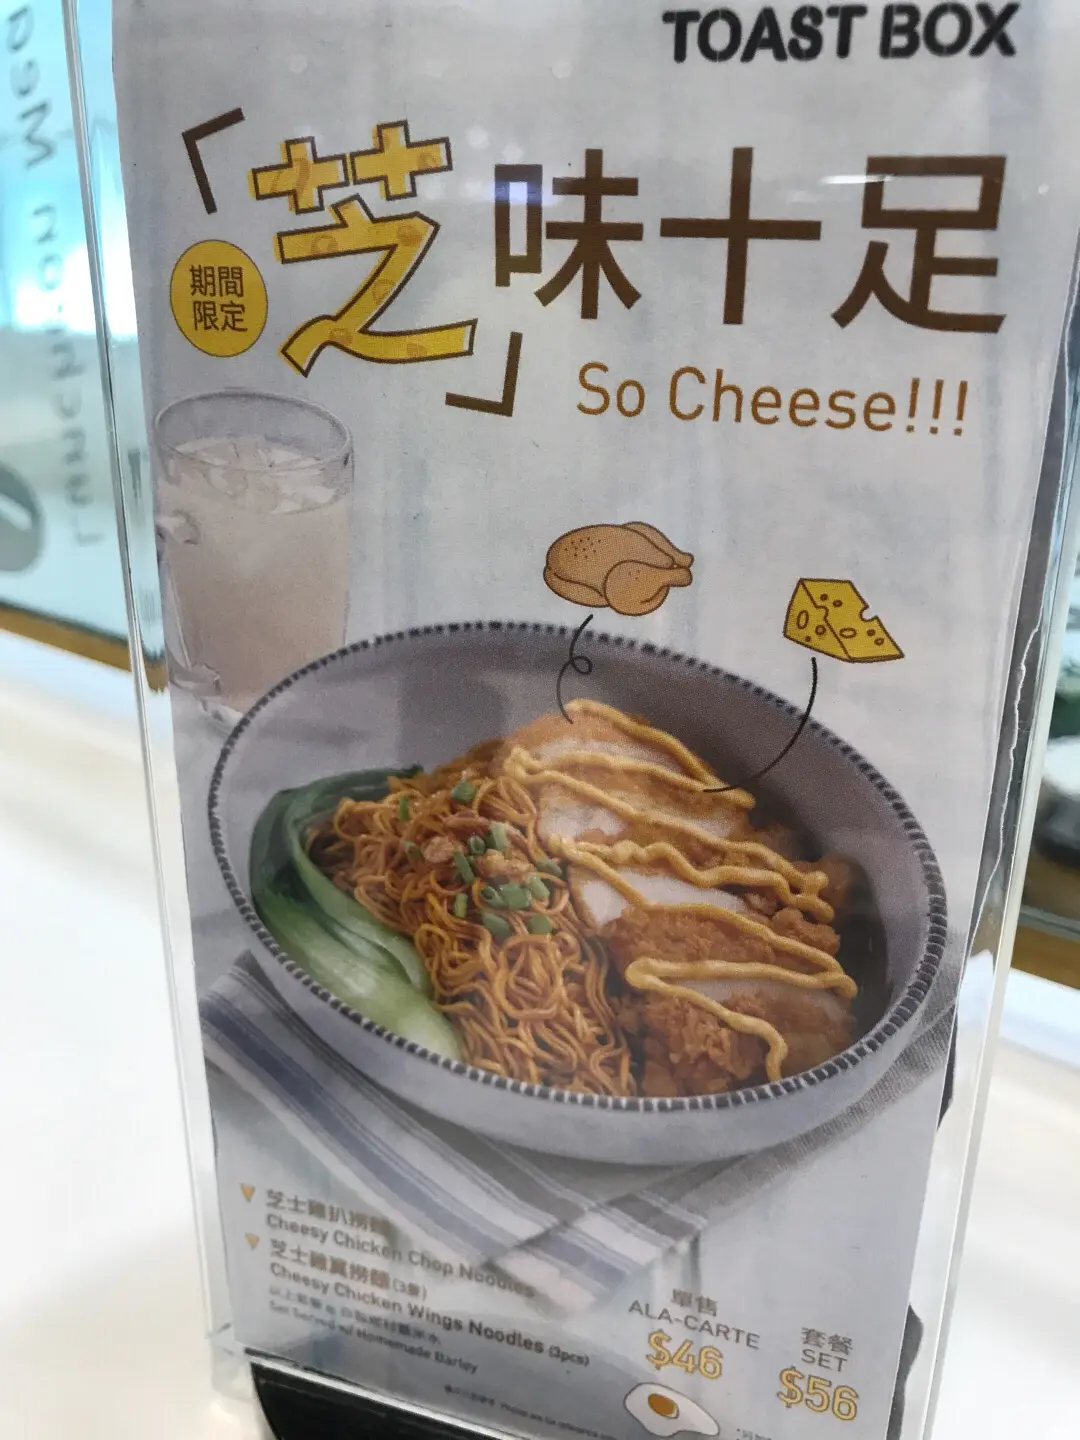 TOAST BOX
「芝」味十足
期間
限定
So Cheese!!!
芝士雞扒撈麵
Cheesy Chicken Chop Noodles
芝士雞翼撈麵(3隻)
Cheesy Chicken Wings Noodles (3pcs)
Set Served w/ Homemade Barley
單售
ALA-CARTE
$46
套餐
SET
$56